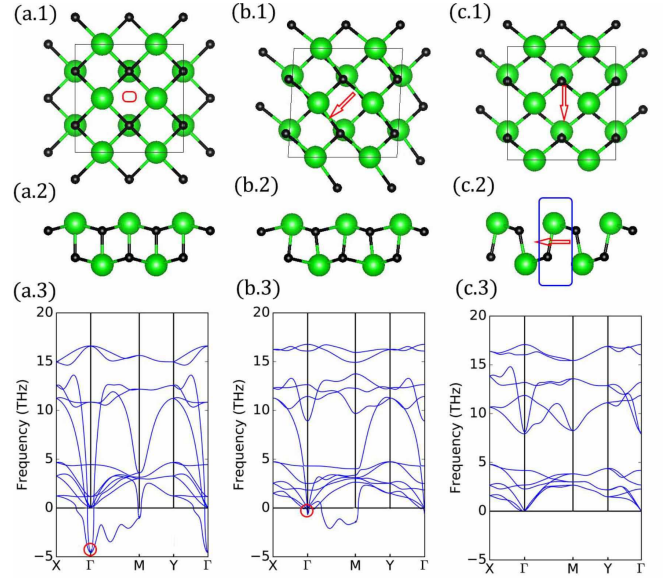 (a.1)
(b.1)
(c.1)
(a.2)
(b.2)
(c.2)
(a.3)
(b.3)
(c.3)
20
15
10
5
0
−5
Frequency (THz)
X Γ M Y Γ
20
15
10
5
0
−5
Frequency (THz)
X Γ M Y Γ
20
15
10
5
0
−5
Frequency (THz)
X Γ M Y Γ